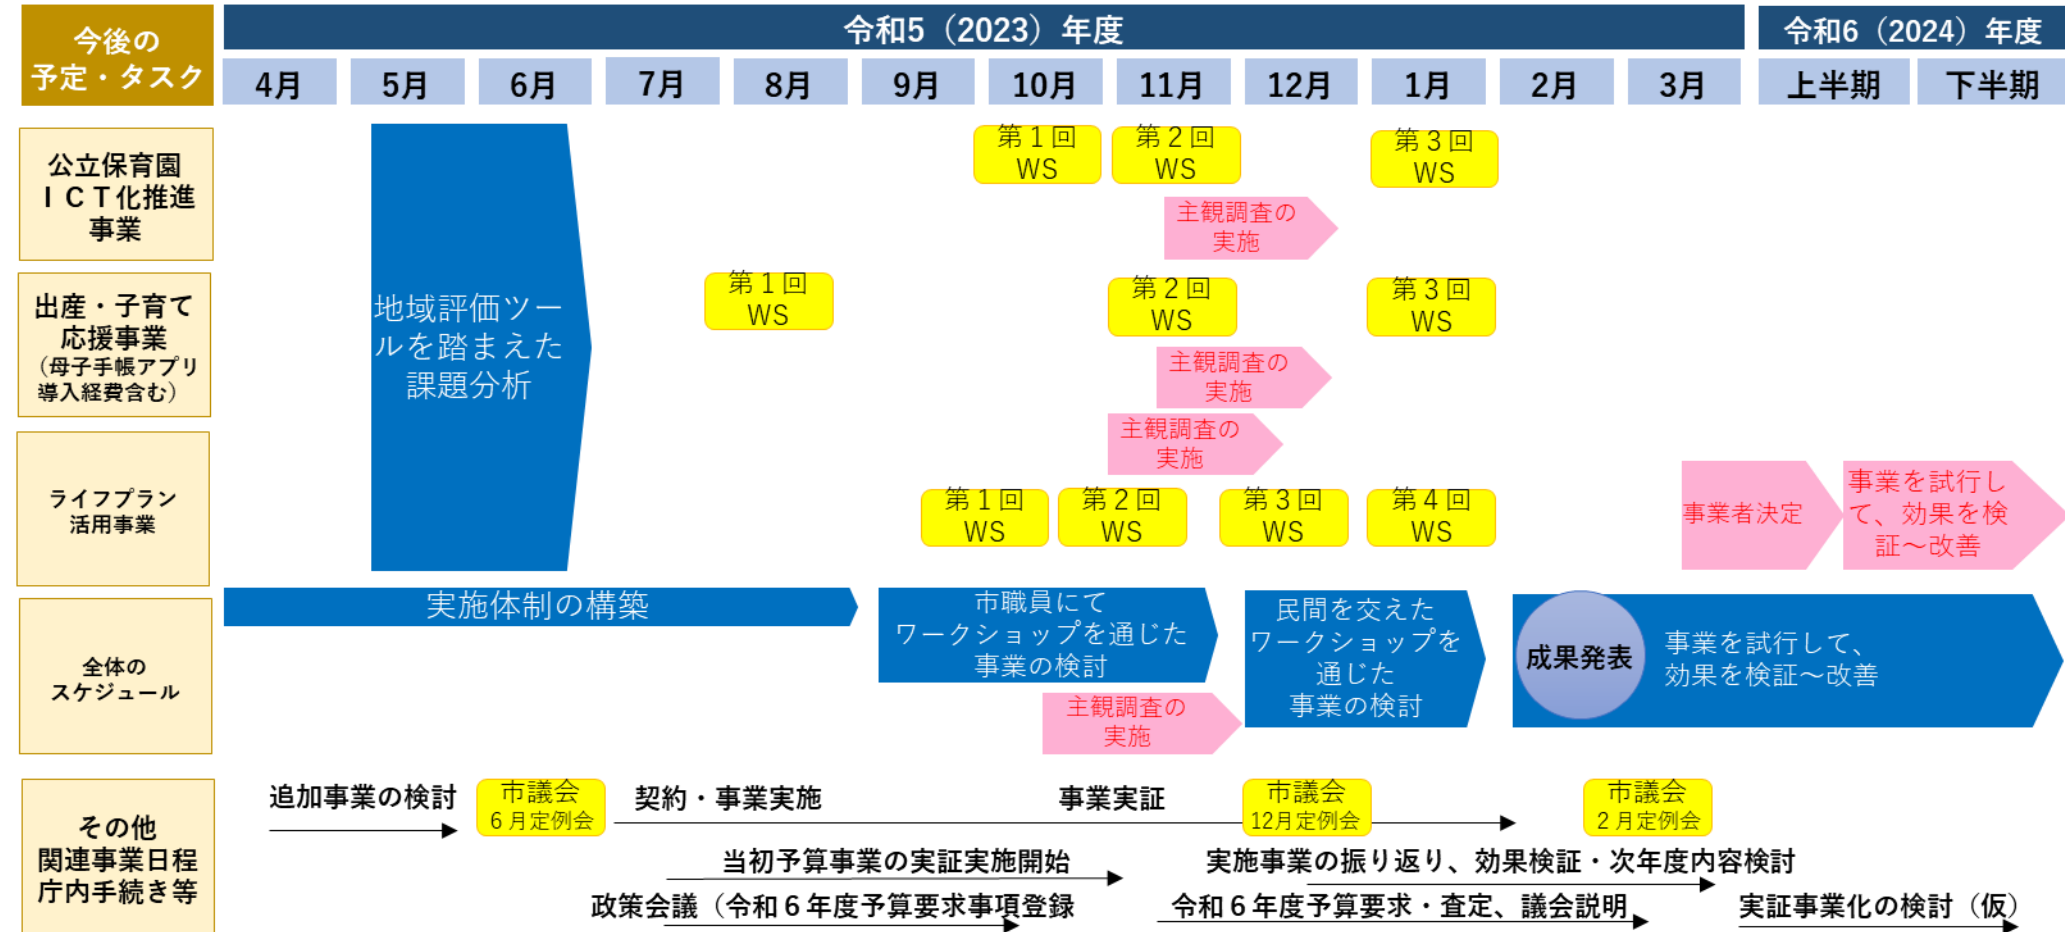 今後の
予定・タスク
令和5（2023）年度
令和6（2024）年度
4月
5月
6月
7月
8月
9月
10月
11月
12月
1月
2月
3月
上半期
下半期
公立保育園
ＩＣＴ化推進
事業
第１回
WS
第２回
WS
第３回
WS
主観調査の
実施
地域評価ツー
ルを踏まえた
課題分析
出産・子育て
応援事業
（母子手帳アプリ
導入経費含む）
第１回
WS
第２回
WS
第３回
WS
主観調査の
実施
ライフプラン
活用事業
主観調査の
実施
第１回
WS
第２回
WS
第３回
WS
第４回
WS
事業者決定
事業を試行し
て、効果を検
証～改善
全体の
スケジュール
実施体制の構築
市職員にて
ワークショップを通じた
事業の検討
主観調査の
実施
民間を交えた
ワークショップを
通じた
事業の検討
成果発表
事業を試行して、
効果を検証～改善
その他
関連事業日程
庁内手続き等
追加事業の検討
市議会
６月定例会
契約・事業実施
事業実証
市議会
12月定例会
市議会
２月定例会
当初予算事業の実証実施開始
実施事業の振り返り、効果検証・次年度内容検討
政策会議（令和６年度予算要求事項登録
令和６年度予算要求・査定、議会説明
実証事業化の検討（仮）